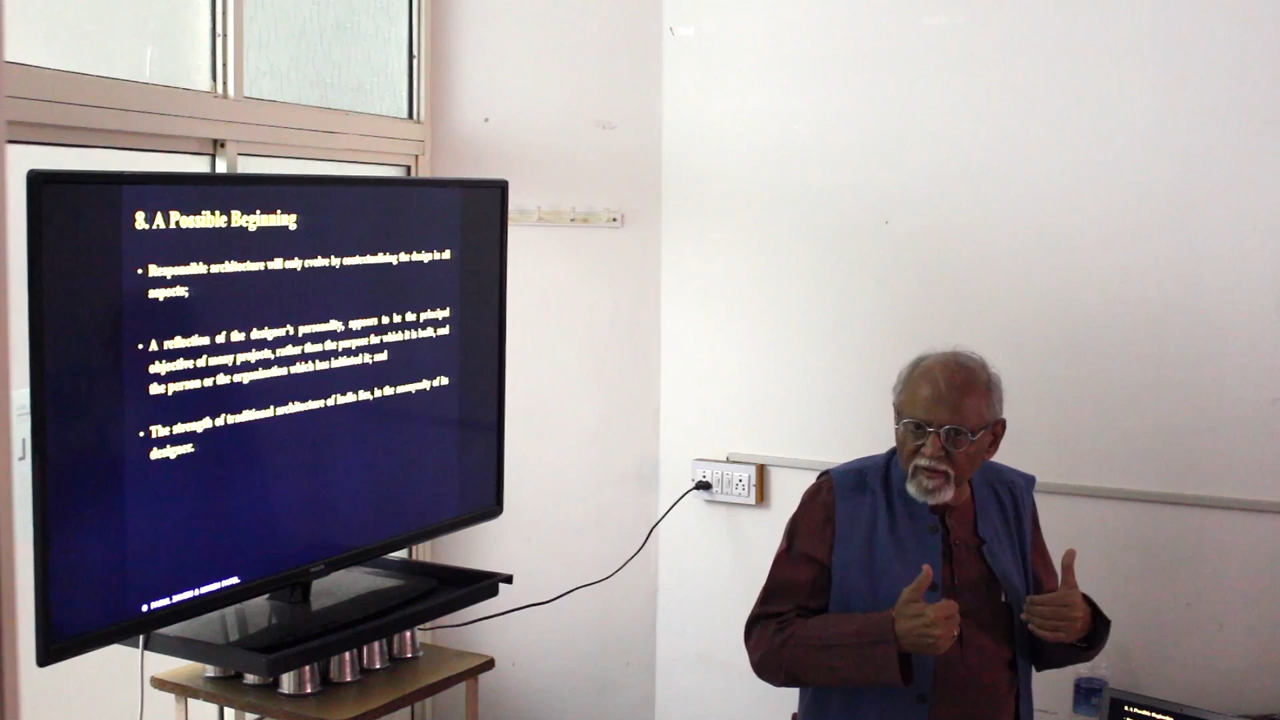 8. A Possible Beginning
• Responsible architecture will only evolve by contextualising the design in all
aspects;
• A reflection of the designer's personality, appears to be the principal
objective of many projects, rather than the purpose for which it is built, and
the person or the organisation which has initiated it; and
• The strength of traditional architecture of India lies, in the anonymity of its
designer.
8. A Possible Beginning